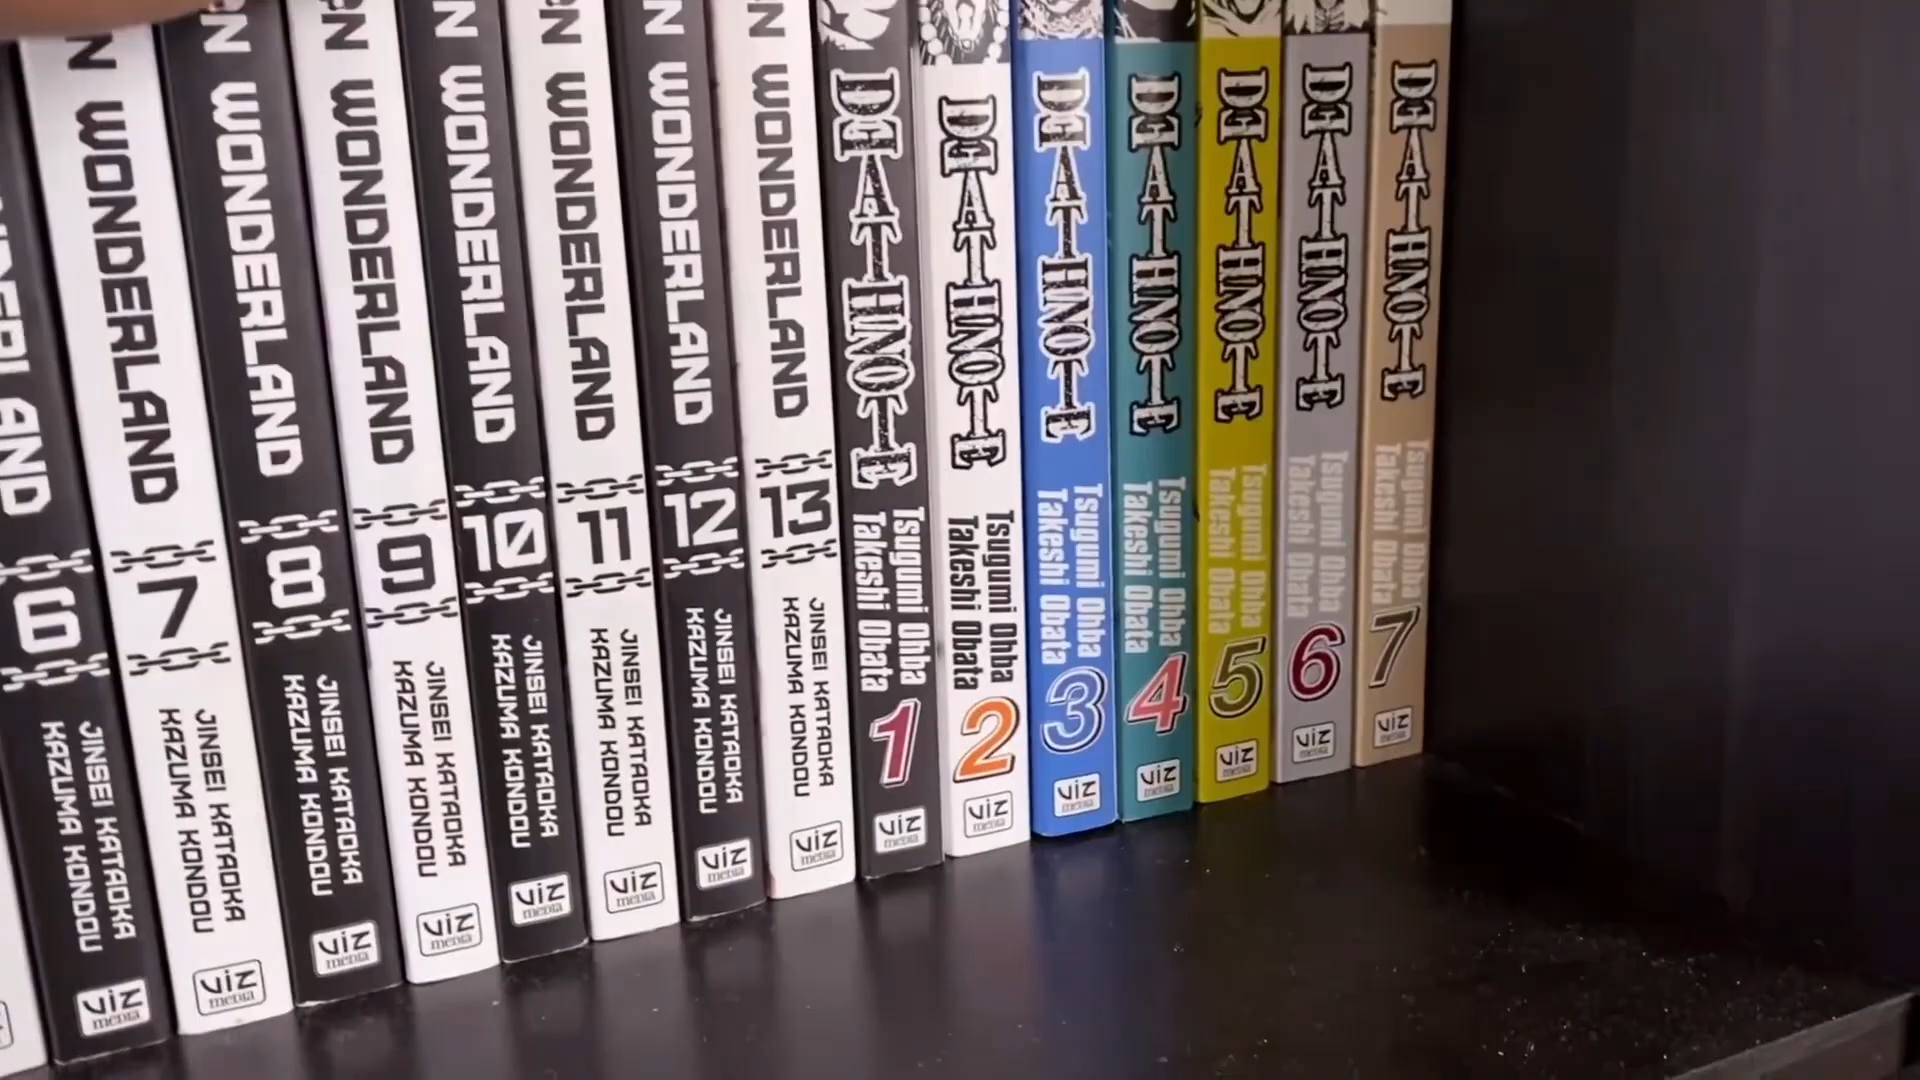 NDERLAND
6
JINSEI KATAOKA
KAZUMA KONDOU
VIZ
media
N WONDERLAND
7
JINSEI KATAOKA
KAZUMA KONDOU
VIZ
media
N WONDERLAND
8
JINSEI KATAOKA
KAZUMA KONDOU
VIZ
media
N WONDERLAND
9
JINSEI KATAOKA
KAZUMA KONDOU
VIZ
media
N WONDERLAND
10
JINSEI KATAOKA
KAZUMA KONDOU
VIZ
media
N WONDERLAND
11
JINSEI KATAOKA
KAZUMA KONDOU
VIZ
media
N WONDERLAND
12
JINSEI KATAOKA
KAZUMA KONDOU
VIZ
media
N WONDERLAND
13
JINSEI KATAOKA
KAZUMA KONDOU
VIZ
media
DEATH NOTE
Tsugumi Ohba
Takeshi Obata
1
VIZ
media
DEATH NOTE
Tsugumi Ohba
Takeshi Obata
2
VIZ
media
DEATH NOTE
Tsugumi Ohba
Takeshi Obata
3
VIZ
media
DEATH NOTE
Tsugumi Ohba
Takeshi Obata
4
VIZ
media
DEATH NOTE
Tsugumi Ohba
Takeshi Obata
5
VIZ
media
DEATH NOTE
Tsugumi Ohba
Takeshi Obata
6
VIZ
media
DEATH NOTE
Tsugumi Ohba
Takeshi Obata
7
VIZ
media